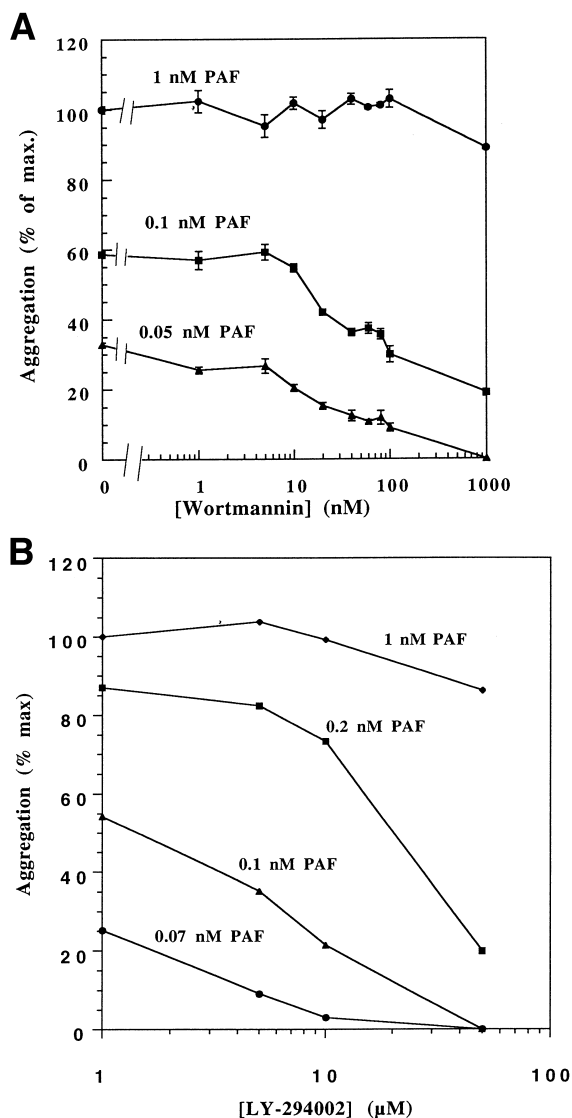 A
120
1 nM PAF
100
80
0.1 nM PAF
60
40
0.05 nM PAF
20
0
0 1 10 100 1000
Aggregation (% of max.)
[Wortmannin] (nM)
B
120
100
1 nM PAF
80
0.2 nM PAF
60
40
0.1 nM PAF
20
0.07 nM PAF
0
1 10 100
Aggregation (% max)
[LY-294002] (µM)